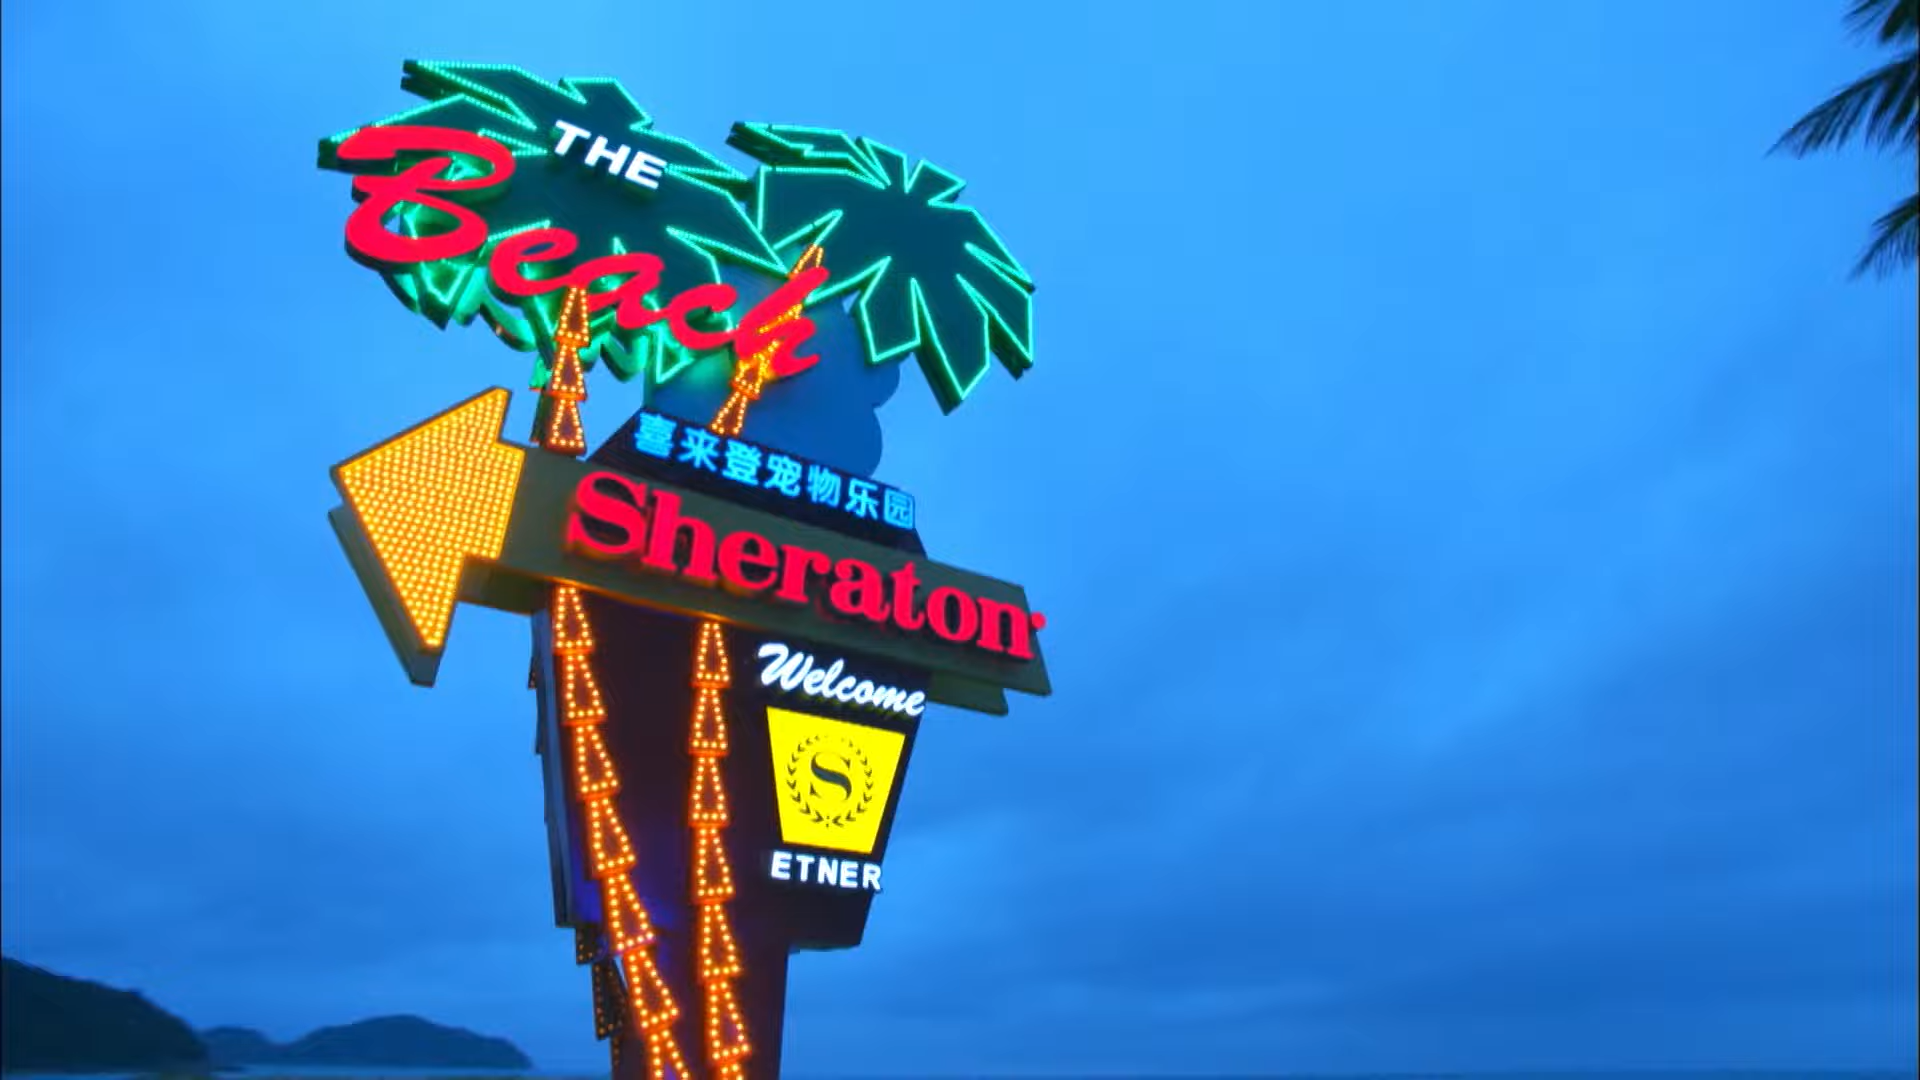 THE
Beach
喜来登宠物乐园
Sheraton
Welcome
S
ETNER